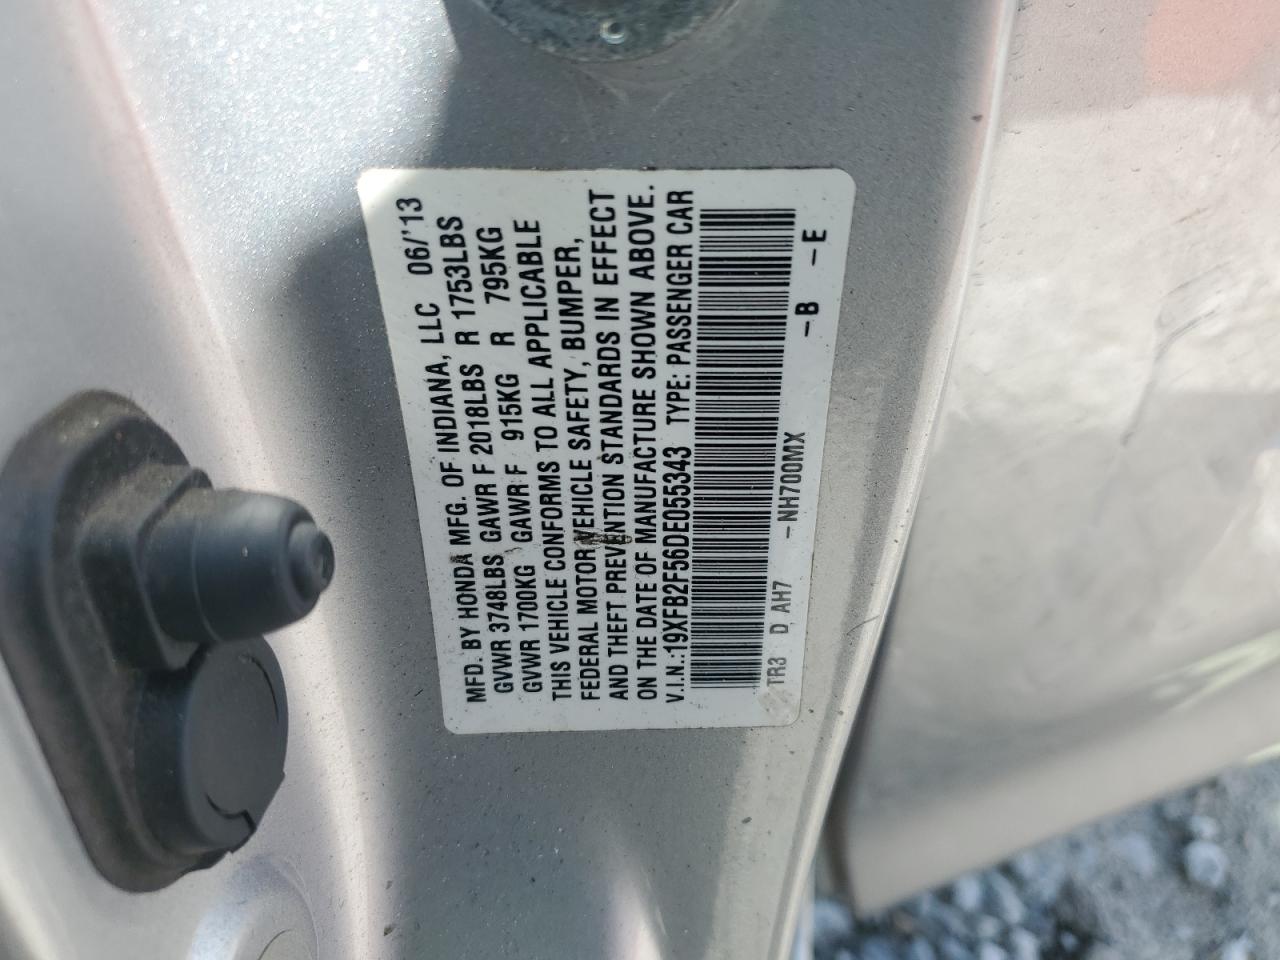 MFD. BY HONDA MFG. OF INDIANA, LLC 06/'13
GVWR 3748LBS GAWR F 2018LBS R 1753LBS
GVWR 1700KG GAWR F 915KG R 795KG
THIS VEHICLE CONFORMS TO ALL APPLICABLE
FEDERAL MOTOR VEHICLE SAFETY, BUMPER,
AND THEFT PREVENTION STANDARDS IN EFFECT
ON THE DATE OF MANUFACTURE SHOWN ABOVE.
V.I.N.:19XFB2F56DE055343 TYPE: PASSENGER CAR
TR3 D, AH7 -NH700MX -B -E